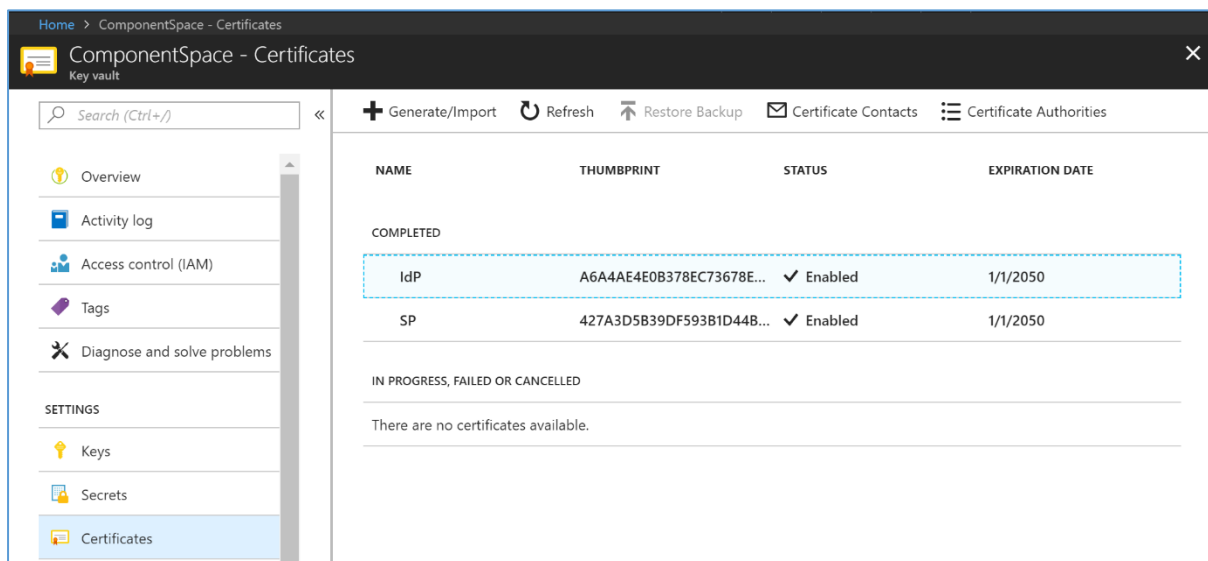 Home > ComponentSpace - Certificates
ComponentSpace - Certificates
Key vault
Search (Ctrl+/)
Overview
Activity log
Access control (IAM)
Tags
Diagnose and solve problems
SETTINGS
Keys
Secrets
Certificates
Generate/Import Refresh Restore Backup Certificate Contacts Certificate Authorities
NAME THUMBPRINT STATUS EXPIRATION DATE
COMPLETED
IdP A6A4AE4E0B378EC73678E... Enabled 1/1/2050
SP 427A3D5B39DF593B1D44B... Enabled 1/1/2050
IN PROGRESS, FAILED OR CANCELLED
There are no certificates available.